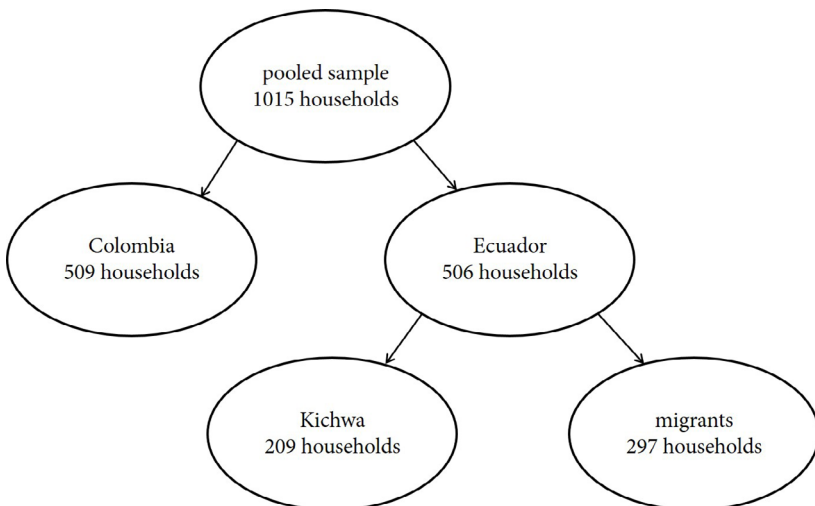 pooled sample
1015 households
Colombia
509 households
Ecuador
506 households
Kichwa
209 households
migrants
297 households